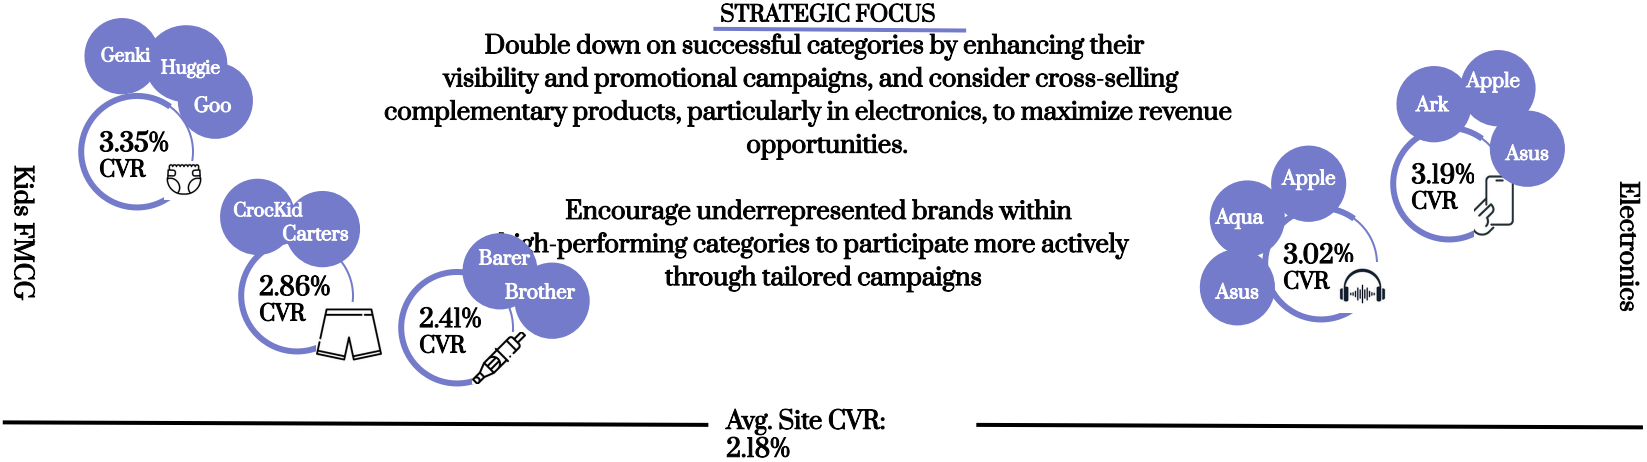 STRATEGIC FOCUS
Double down on successful categories by enhancing their
visibility and promotional campaigns, and consider cross-selling
complementary products, particularly in electronics, to maximize revenue
opportunities.
Encourage underrepresented brands within
high-performing categories to participate more actively
through tailored campaigns
Kids FMCG
Genki
Huggie
Goo
3.35%
CVR
CrocKid
Carters
2.86%
CVR
Barer
Brother
2.41%
CVR
Aqua
Apple
Asus
3.02%
CVR
Ark
Apple
Asus
3.19%
CVR
Electronics
Avg. Site CVR:
2.18%